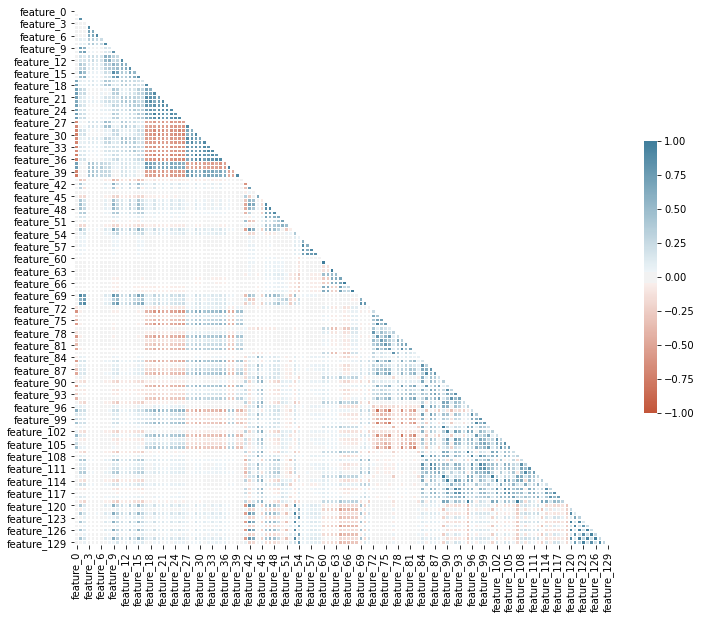 feature_0
feature_3
feature_6
feature_9
feature_12
feature_15
feature_18
feature_21
feature_24
feature_27
feature_30
feature_33
feature_36
feature_39
feature_42
feature_45
feature_48
feature_51
feature_54
feature_57
feature_60
feature_63
feature_66
feature_69
feature_72
feature_75
feature_78
feature_81
feature_84
feature_87
feature_90
feature_93
feature_96
feature_99
feature_102
feature_105
feature_108
feature_111
feature_114
feature_117
feature_120
feature_123
feature_126
feature_129
feature_0
feature_3
feature_6
feature_9
feature_12
feature_15
feature_18
feature_21
feature_24
feature_27
feature_30
feature_33
feature_36
feature_39
feature_42
feature_45
feature_48
feature_51
feature_54
feature_57
feature_60
feature_63
feature_66
feature_69
feature_72
feature_75
feature_78
feature_81
feature_84
feature_87
feature_90
feature_93
feature_96
feature_99
feature_102
feature_105
feature_108
feature_111
feature_114
feature_117
feature_120
feature_123
feature_126
feature_129
1.00
0.75
0.50
0.25
0.00
−0.25
−0.50
−0.75
−1.00